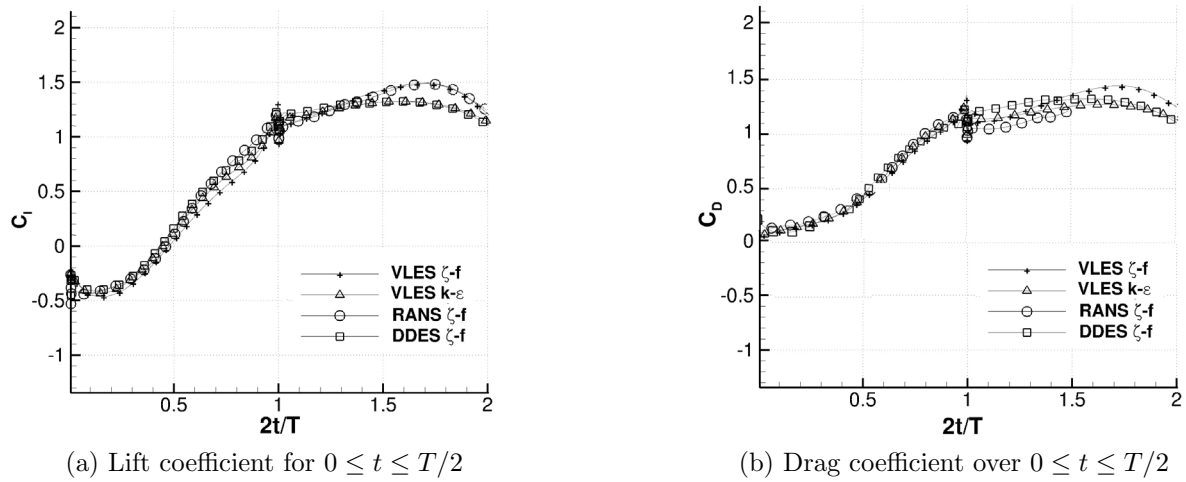 2
1.5
1
0.5
0
-0.5
-1
C_l
0.5
1
1.5
2
2t/T
VLES ζ-f
VLES k-ε
RANS ζ-f
DDES ζ-f
(a) Lift coefficient for 0 ≤ t ≤ T/2
2
1.5
1
0.5
0
-0.5
-1
C_D
0.5
1
1.5
2
2t/T
VLES ζ-f
VLES k-ε
RANS ζ-f
DDES ζ-f
(b) Drag coefficient over 0 ≤ t ≤ T/2